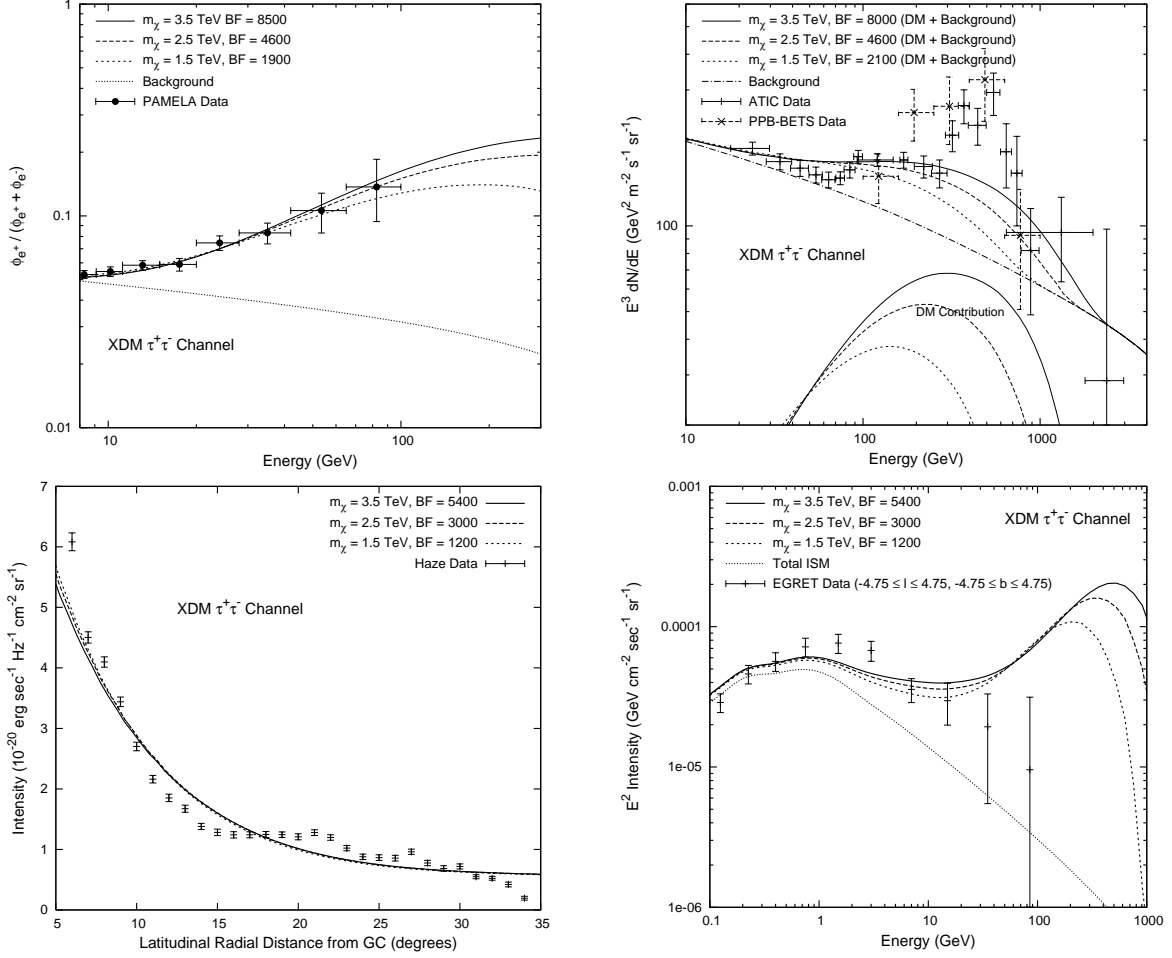 m_χ = 3.5 TeV BF = 8500
m_χ = 2.5 TeV, BF = 4600
m_χ = 1.5 TeV, BF = 1900
Background
PAMELA Data
XDM τ⁺τ⁻ Channel
1
0.1
0.01
ϕ_e⁺ / (ϕ_e⁺ + ϕ_e⁻)
10
100
Energy (GeV)
m_χ = 3.5 TeV, BF = 8000 (DM + Background)
m_χ = 2.5 TeV, BF = 4600 (DM + Background)
m_χ = 1.5 TeV, BF = 2100 (DM + Background)
Background
ATIC Data
PPB-BETS Data
XDM τ⁺τ⁻ Channel
DM Contribution
100
E³ dN/dE (GeV² m⁻² s⁻¹ sr⁻¹)
10
100
1000
Energy (GeV)
m_χ = 3.5 TeV, BF = 5400
m_χ = 2.5 TeV, BF = 3000
m_χ = 1.5 TeV, BF = 1200
Haze Data
XDM τ⁺τ⁻ Channel
7
6
5
4
3
2
1
0
Intensity (10⁻²⁰ erg sec⁻¹ Hz⁻¹ cm⁻² sr⁻¹)
5
10
15
20
25
30
35
Latitudinal Radial Distance from GC (degrees)
m_χ = 3.5 TeV, BF = 5400
m_χ = 2.5 TeV, BF = 3000
m_χ = 1.5 TeV, BF = 1200
Total ISM
EGRET Data (-4.75 ≤ l ≤ 4.75, -4.75 ≤ b ≤ 4.75)
XDM τ⁺τ⁻ Channel
0.001
0.0001
1e-05
1e-06
E² Intensity (GeV cm⁻² sec⁻¹ sr⁻¹)
0.1
1
10
100
1000
Energy (GeV)